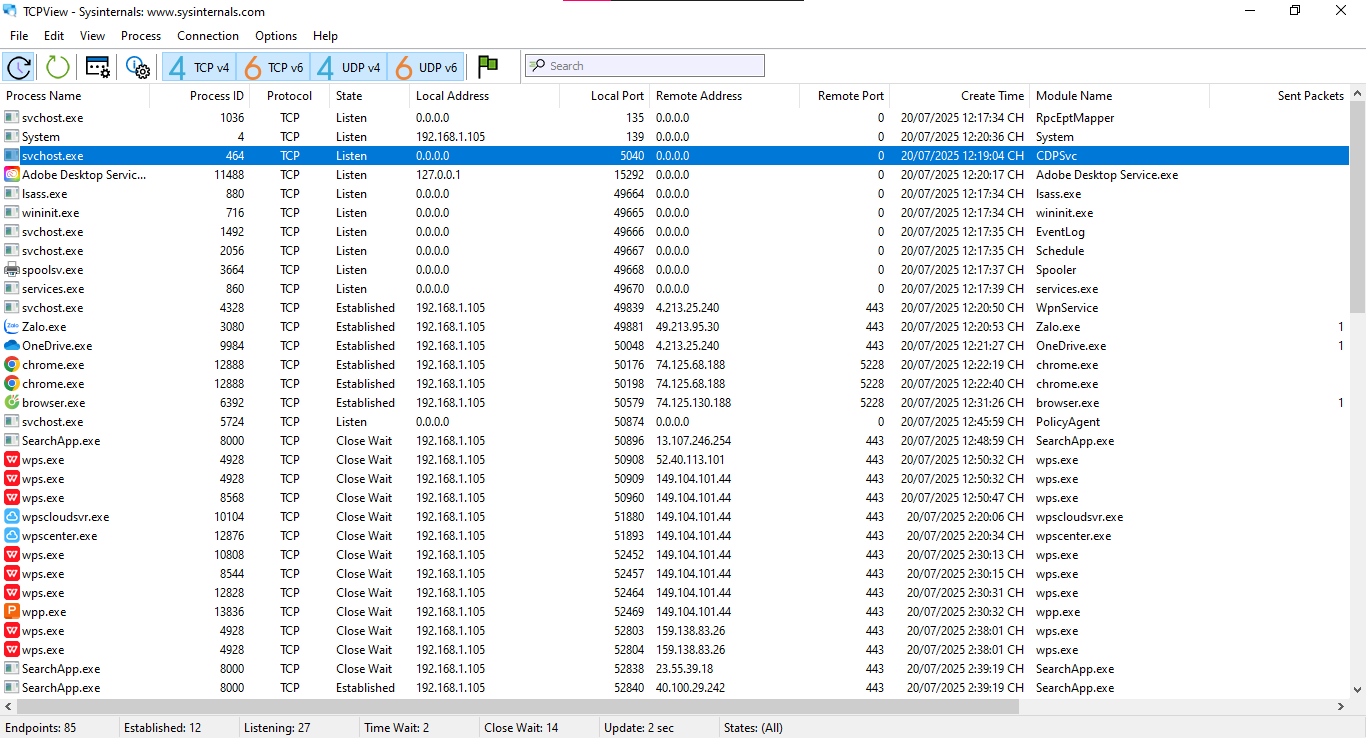 TCPView - Sysinternals: www.sysinternals.com
File Edit View Process Connection Options Help
4 TCP v4 6 TCP v6 4 UDP v4 6 UDP v6 Search
Process Name Process ID Protocol State Local Address Local Port Remote Address Remote Port Create Time Module Name Sent Packets
svchost.exe 1036 TCP Listen 0.0.0.0 135 0.0.0.0 0 20/07/2025 12:17:34 CH RpcEptMapper
System 4 TCP Listen 192.168.1.105 139 0.0.0.0 0 20/07/2025 12:20:36 CH System
svchost.exe 464 TCP Listen 0.0.0.0 5040 0.0.0.0 0 20/07/2025 12:19:04 CH CDPSvc
Adobe Desktop Servic... 11488 TCP Listen 127.0.0.1 15292 0.0.0.0 0 20/07/2025 12:20:17 CH Adobe Desktop Service.exe
lsass.exe 880 TCP Listen 0.0.0.0 49664 0.0.0.0 0 20/07/2025 12:17:34 CH lsass.exe
wininit.exe 716 TCP Listen 0.0.0.0 49665 0.0.0.0 0 20/07/2025 12:17:34 CH wininit.exe
svchost.exe 1492 TCP Listen 0.0.0.0 49666 0.0.0.0 0 20/07/2025 12:17:35 CH EventLog
svchost.exe 2056 TCP Listen 0.0.0.0 49667 0.0.0.0 0 20/07/2025 12:17:35 CH Schedule
spoolsv.exe 3664 TCP Listen 0.0.0.0 49668 0.0.0.0 0 20/07/2025 12:17:37 CH Spooler
services.exe 860 TCP Listen 0.0.0.0 49670 0.0.0.0 0 20/07/2025 12:17:39 CH services.exe
svchost.exe 4328 TCP Established 192.168.1.105 49839 4.213.25.240 443 20/07/2025 12:20:50 CH WpnService
Zalo Zalo.exe 3080 TCP Established 192.168.1.105 49881 49.213.95.30 443 20/07/2025 12:20:53 CH Zalo.exe 1
OneDrive.exe 9984 TCP Established 192.168.1.105 50048 4.213.25.240 443 20/07/2025 12:21:27 CH OneDrive.exe 1
chrome.exe 12888 TCP Established 192.168.1.105 50176 74.125.68.188 5228 20/07/2025 12:22:19 CH chrome.exe
chrome.exe 12888 TCP Established 192.168.1.105 50198 74.125.68.188 5228 20/07/2025 12:22:40 CH chrome.exe
browser.exe 6392 TCP Established 192.168.1.105 50579 74.125.130.188 5228 20/07/2025 12:31:26 CH browser.exe 1
svchost.exe 5724 TCP Listen 0.0.0.0 50874 0.0.0.0 0 20/07/2025 12:45:59 CH PolicyAgent
SearchApp.exe 8000 TCP Close Wait 192.168.1.105 50896 13.107.246.254 443 20/07/2025 12:48:59 CH SearchApp.exe
W wps.exe 4928 TCP Close Wait 192.168.1.105 50908 52.40.113.101 443 20/07/2025 12:50:32 CH wps.exe
W wps.exe 4928 TCP Close Wait 192.168.1.105 50909 149.104.101.44 443 20/07/2025 12:50:32 CH wps.exe
W wps.exe 8568 TCP Close Wait 192.168.1.105 50960 149.104.101.44 443 20/07/2025 12:50:47 CH wps.exe
wpscloudsvr.exe 10104 TCP Close Wait 192.168.1.105 51880 149.104.101.44 443 20/07/2025 2:20:06 CH wpscloudsvr.exe
wpscenter.exe 12876 TCP Close Wait 192.168.1.105 51893 149.104.101.44 443 20/07/2025 2:20:34 CH wpscenter.exe
W wps.exe 10808 TCP Close Wait 192.168.1.105 52452 149.104.101.44 443 20/07/2025 2:30:13 CH wps.exe
W wps.exe 8544 TCP Close Wait 192.168.1.105 52457 149.104.101.44 443 20/07/2025 2:30:15 CH wps.exe
W wps.exe 12828 TCP Close Wait 192.168.1.105 52464 149.104.101.44 443 20/07/2025 2:30:31 CH wps.exe
P wpp.exe 13836 TCP Close Wait 192.168.1.105 52469 149.104.101.44 443 20/07/2025 2:30:32 CH wpp.exe
W wps.exe 4928 TCP Close Wait 192.168.1.105 52803 159.138.83.26 443 20/07/2025 2:38:01 CH wps.exe
W wps.exe 4928 TCP Close Wait 192.168.1.105 52804 159.138.83.26 443 20/07/2025 2:38:01 CH wps.exe
SearchApp.exe 8000 TCP Close Wait 192.168.1.105 52838 23.55.39.18 443 20/07/2025 2:39:19 CH SearchApp.exe
SearchApp.exe 8000 TCP Established 192.168.1.105 52840 40.100.29.242 443 20/07/2025 2:39:19 CH SearchApp.exe
Endpoints: 85 Established: 12 Listening: 27 Time Wait: 2 Close Wait: 14 Update: 2 sec States: (All)